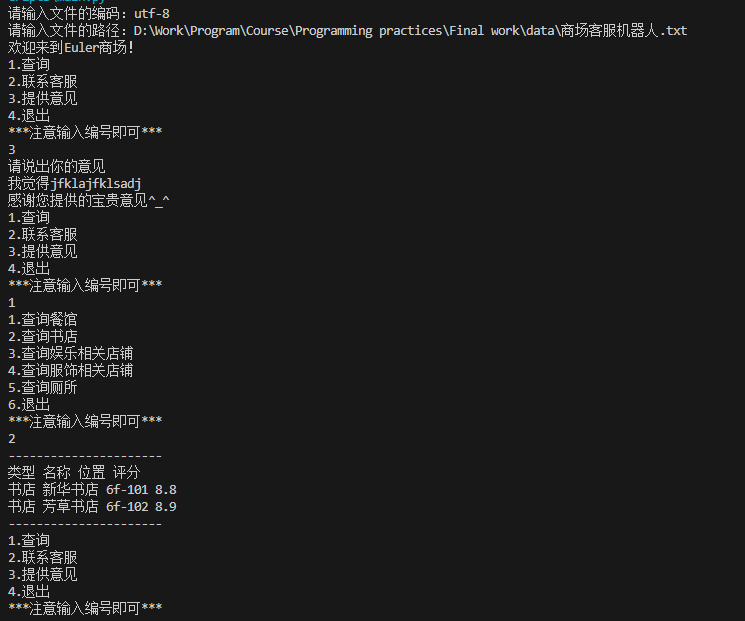 请输入文件的编码：utf-8
请输入文件的路径：D:\Work\Program\Course\Programming practices\Final work\data\商场客服机器人.txt
欢迎来到Euler商场!
1.查询
2.联系客服
3.提供意见
4.退出
***注意输入编号即可***
3
请说出你的意见
我觉得jfklajfklsadj
感谢您提供的宝贵意见^_^
1.查询
2.联系客服
3.提供意见
4.退出
***注意输入编号即可***
1
1.查询餐馆
2.查询书店
3.查询娱乐相关店铺
4.查询服饰相关店铺
5.查询厕所
6.退出
***注意输入编号即可***
2
----------------------
类型 名称 位置 评分
书店 新华书店 6f-101 8.8
书店 芳草书店 6f-102 8.9
----------------------
1.查询
2.联系客服
3.提供意见
4.退出
***注意输入编号即可***